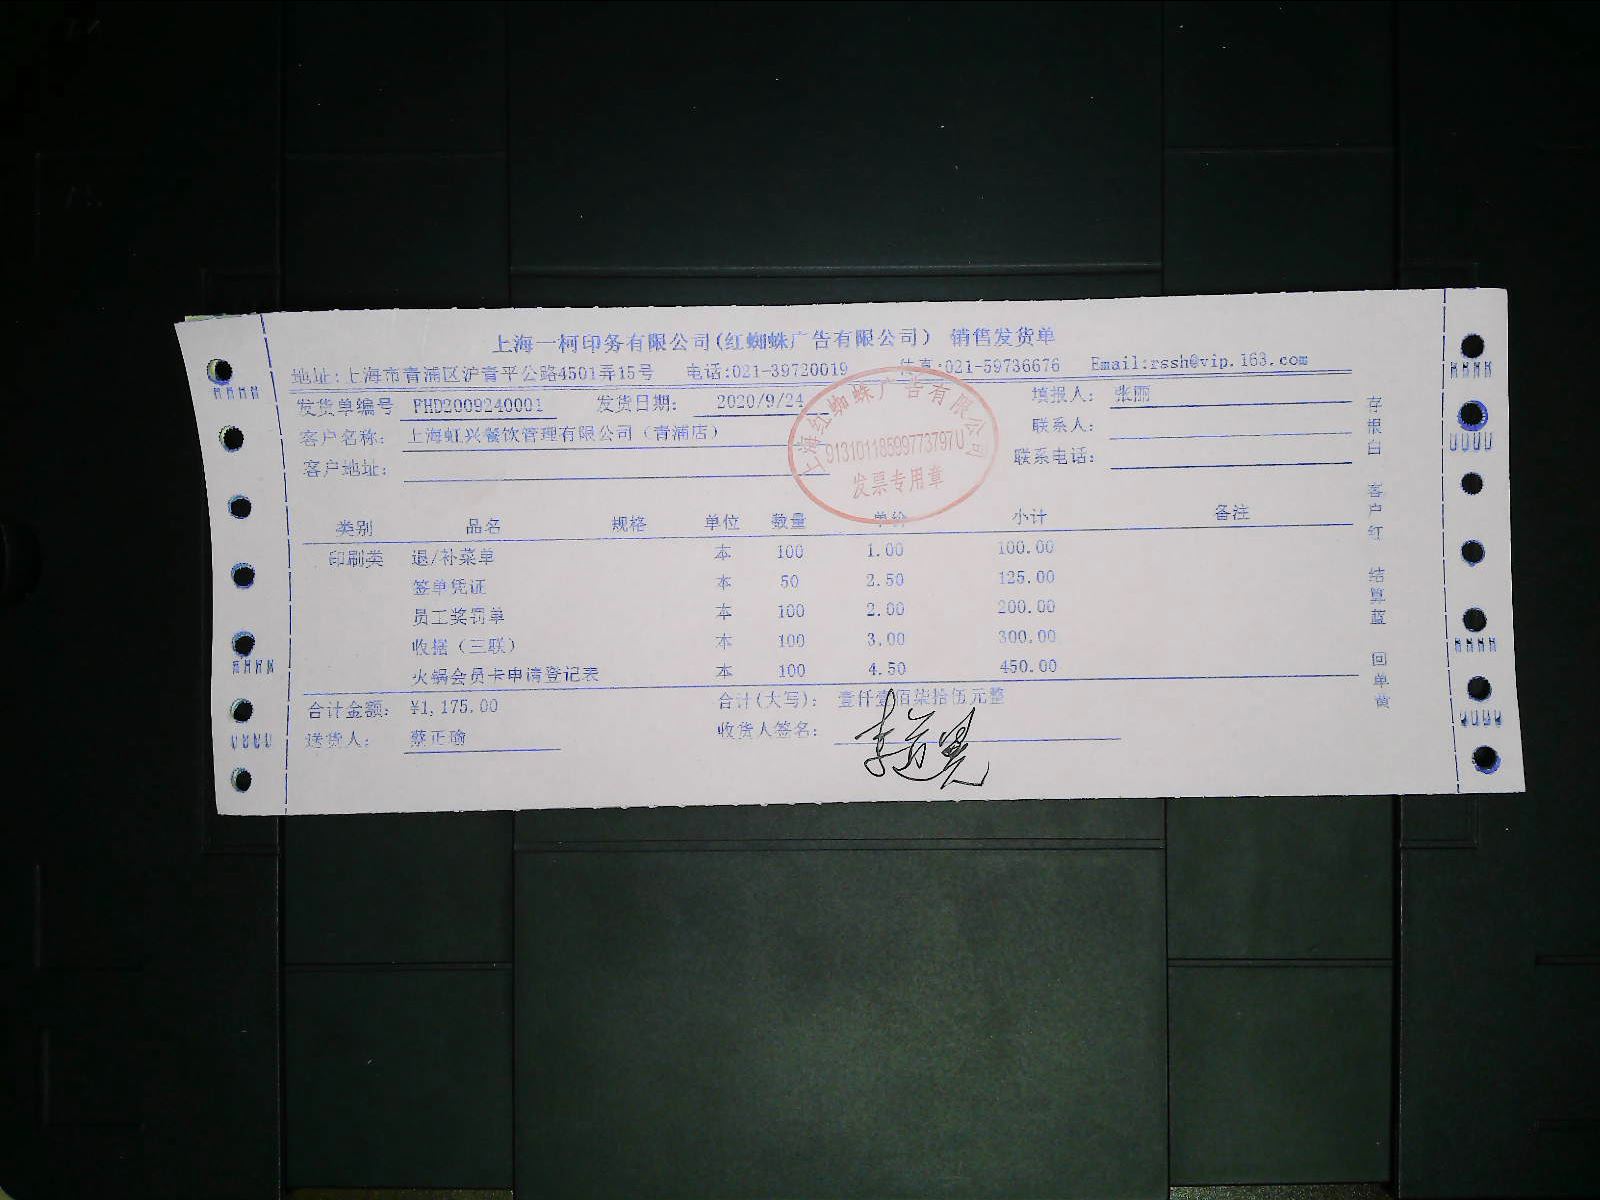 上海一柯印务有限公司(红蜘蛛广告有限公司) 销售发货单
地址:上海市青浦区沪青平公路4501弄15号 电话:021-39720019 传真:021-59736676 Email:rssh@vip.163.com
发货单编号 FHD2009240001 发货日期: 2020/9/24 填报人: 张丽
客户名称: 上海虹兴餐饮管理有限公司(青浦店) 联系人:
客户地址: 联系电话:
上海红蜘蛛广告有限公司
91310118599773797U
发票专用章
类别 品名 规格 单位 数量 单价 小计 备注
印刷类 退/补菜单 本 100 1.00 100.00
签单凭证 本 50 2.50 125.00
员工奖罚单 本 100 2.00 200.00
收据(三联) 本 100 3.00 300.00
火锅会员卡申请登记表 本 100 4.50 450.00
合计金额: ¥1,175.00 合计(大写): 壹仟壹佰柒拾伍元整
送货人: 蔡正瑜 收货人签名:
存根白 客户红 结算蓝 回单黄